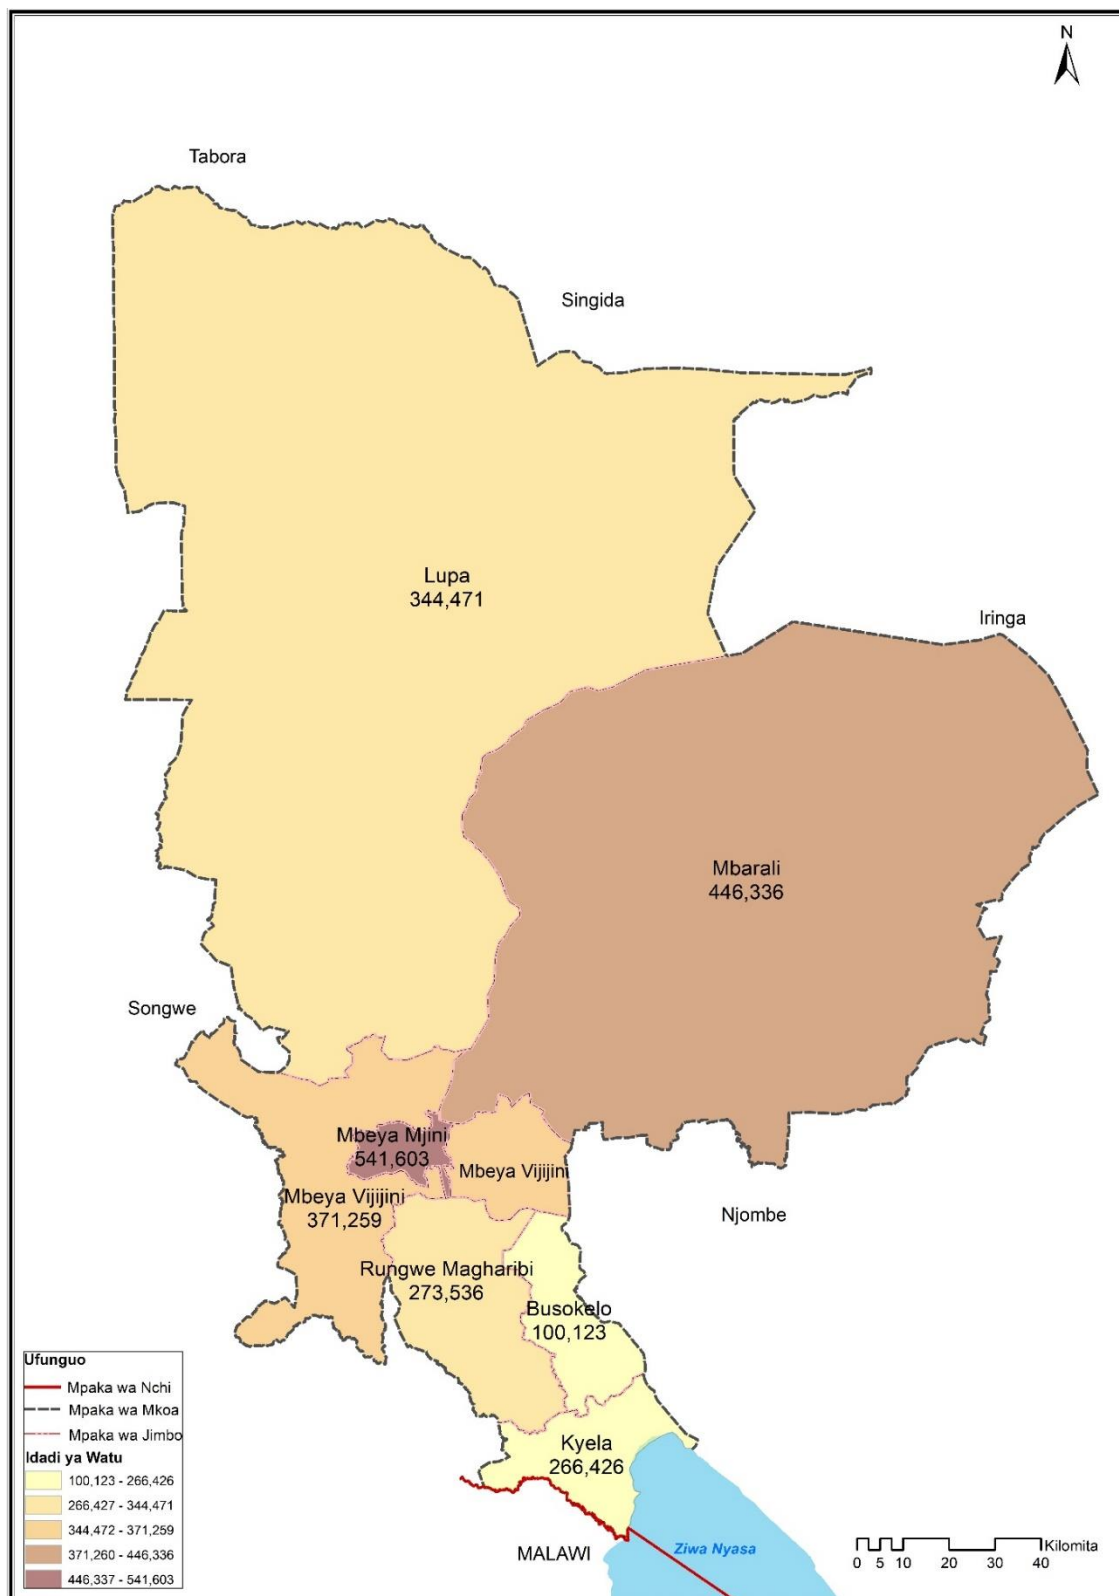 N
Tabora
Singida
Lupa
344,471
Iringa
Mbarali
446,336
Songwe
Mbeya Mjini
541,603
Mbeya Vijijini
Mbeya Vijijini
371,259
Njombe
Rungwe Magharibi
273,536
Busokelo
100,123
Kyela
266,426
MALAWI
Ziwa Nyasa
Ufunguo
Mpaka wa Nchi
Mpaka wa Mkoa
Mpaka wa Jimbo
Idadi ya Watu
100,123 - 266,426
266,427 - 344,471
344,472 - 371,259
371,260 - 446,336
446,337 - 541,603
Kilomita
0 5 10 20 30 40